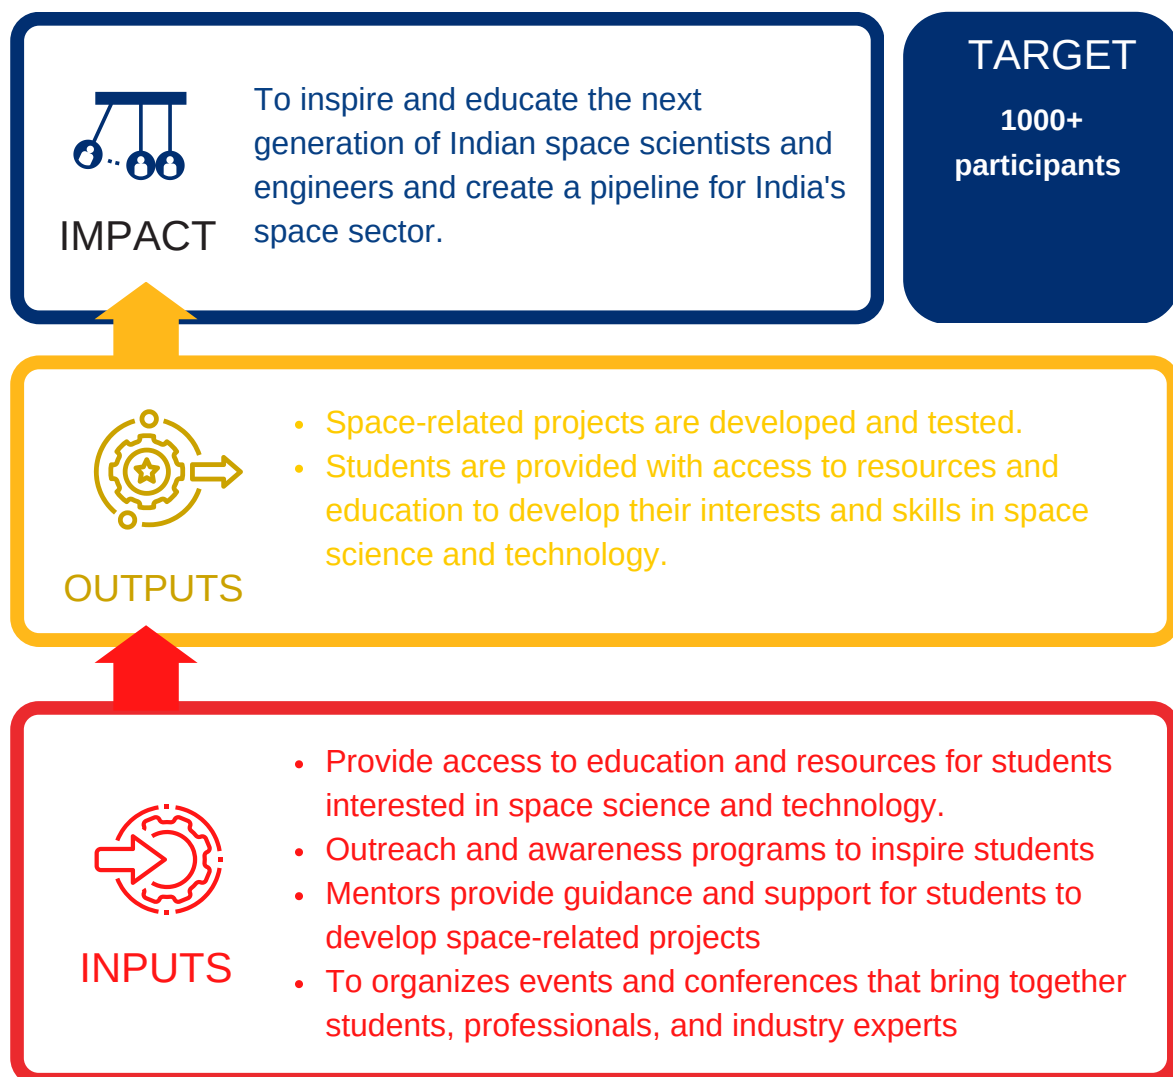 To inspire and educate the next
generation of Indian space scientists and
engineers and create a pipeline for India's
space sector.
IMPACT
TARGET
1000+
participants
• Space-related projects are developed and tested.
• Students are provided with access to resources and
education to develop their interests and skills in space
science and technology.
OUTPUTS
• Provide access to education and resources for students
interested in space science and technology.
• Outreach and awareness programs to inspire students
• Mentors provide guidance and support for students to
develop space-related projects
• To organizes events and conferences that bring together
students, professionals, and industry experts
INPUTS